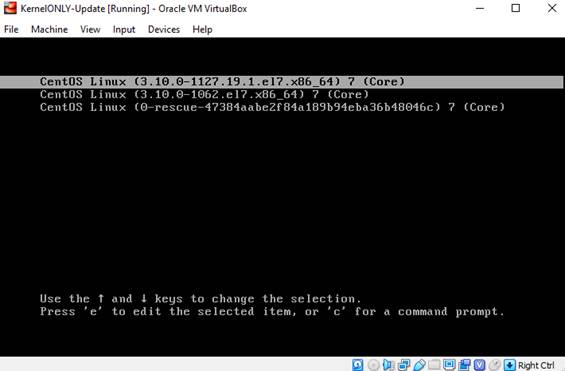 KernelONLY-Update [Running] - Oracle VM VirtualBox
File Machine View Input Devices Help
CentOS Linux (3.10.0-1127.19.1.el7.x86_64) 7 (Core)
CentOS Linux (3.10.0-1062.el7.x86_64) 7 (Core)
CentOS Linux (0-rescue-47384aabe2f84a189b94eba36b48046c) 7 (Core)
Use the ↑ and ↓ keys to change the selection.
Press 'e' to edit the selected item, or 'c' for a command prompt.
Right Ctrl